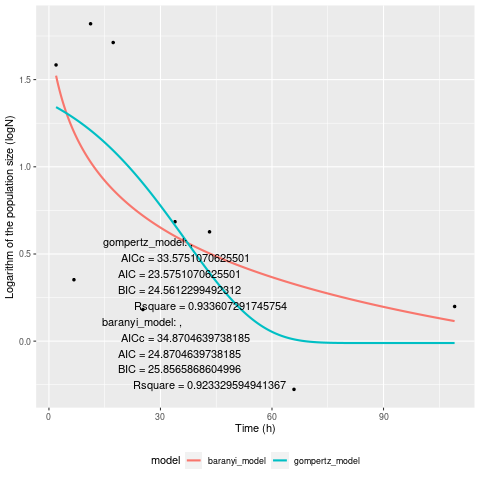 1.5
1.0
0.5
0.0
Logarithm of the population size (logN)
gompertz_model: ,
AICc = 33.5751070625501
AIC = 23.5751070625501
BIC = 24.5612299492312
Rsquare = 0.933607291745754
baranyi_model: ,
AICc = 34.8704639738185
AIC = 24.8704639738185
BIC = 25.8565868604996
Rsquare = 0.923329594941367
0 30 60 90
Time (h)
model baranyi_model gompertz_model